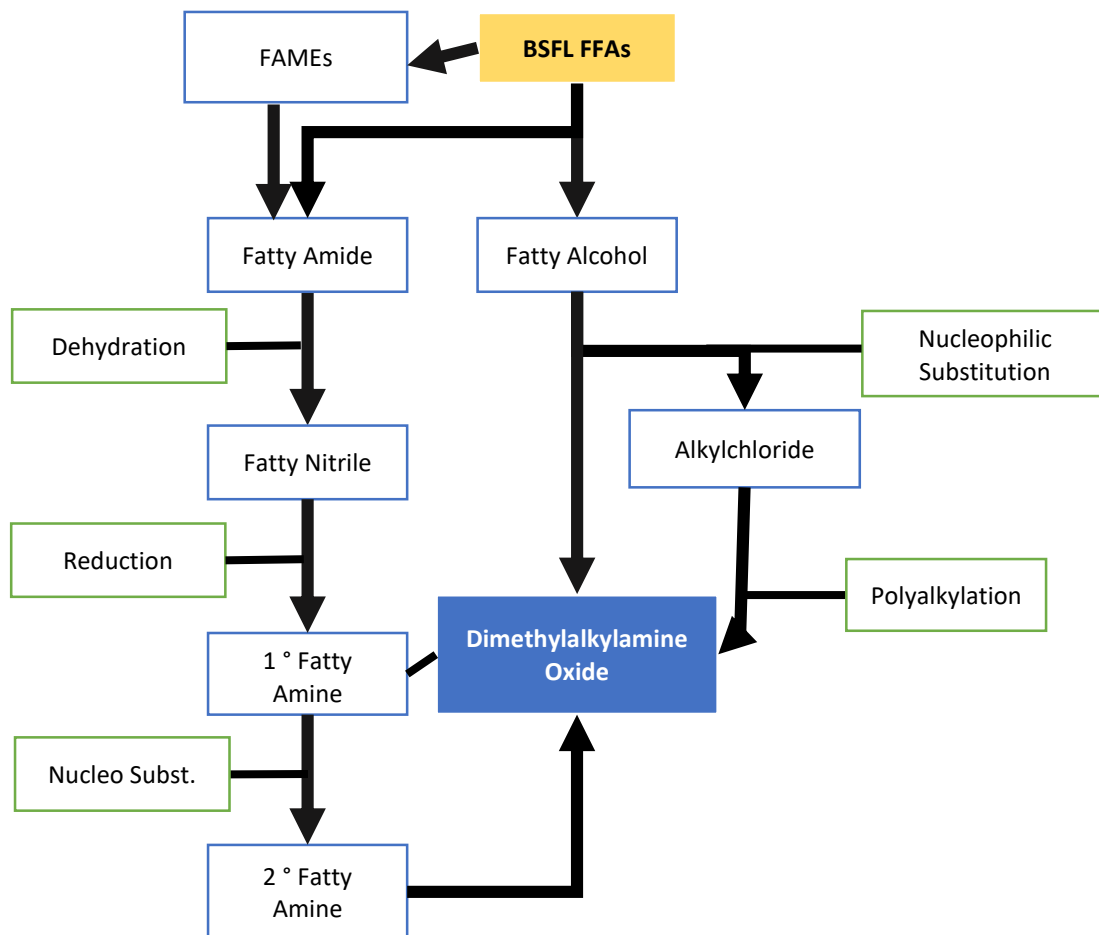 FAMEs
BSFL FFAs
Fatty Amide
Fatty Alcohol
Dehydration
Nucleophilic
Substitution
Fatty Nitrile
Alkylchloride
Reduction
Polyalkylation
1 ° Fatty
Amine
Dimethylalkylamine
Oxide
Nucleo Subst.
2 ° Fatty
Amine